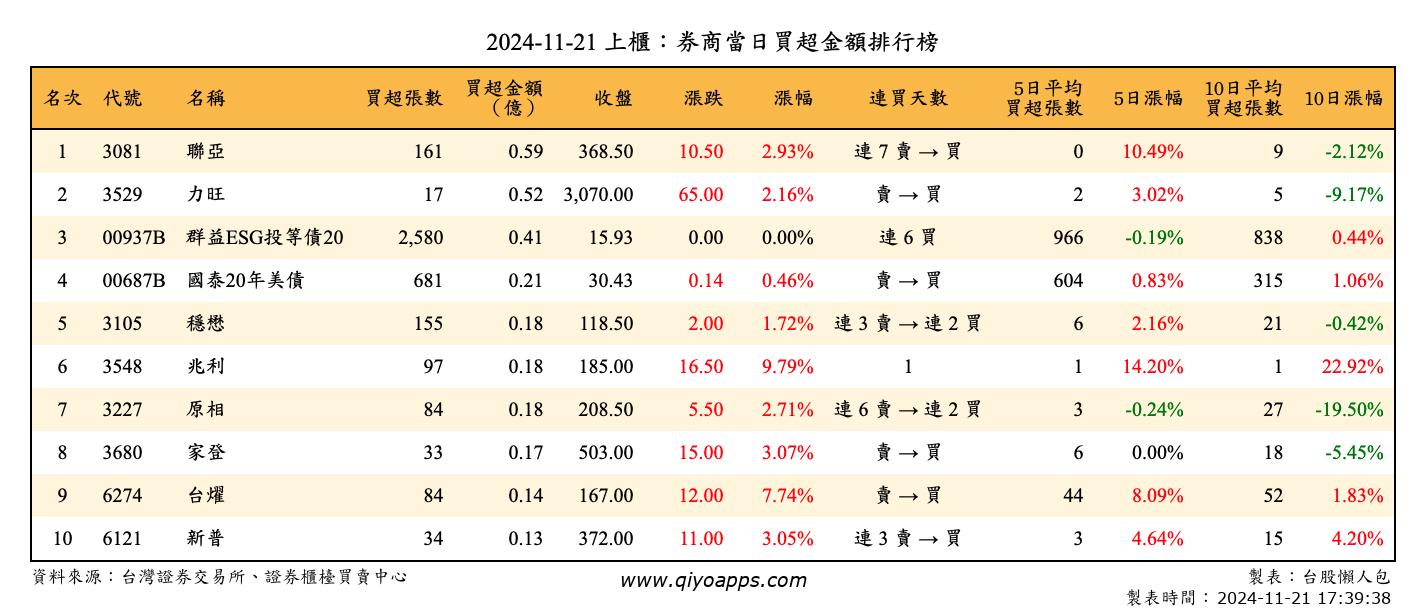 2024-11-21 上櫃：券商當日買超金額排行榜
名次 代號 名稱 買超張數 買超金額（億） 收盤 漲跌 漲幅 連買天數 5日平均買超張數 5日漲幅 10日平均買超張數 10日漲幅
1 3081 聯亞 161 0.59 368.50 10.50 2.93% 連 7 賣 → 買 0 10.49% 9 -2.12%
2 3529 力旺 17 0.52 3,070.00 65.00 2.16% 賣 → 買 2 3.02% 5 -9.17%
3 00937B 群益ESG投等債20 2,580 0.41 15.93 0.00 0.00% 連 6 買 966 -0.19% 838 0.44%
4 00687B 國泰20年美債 681 0.21 30.43 0.14 0.46% 賣 → 買 604 0.83% 315 1.06%
5 3105 穩懋 155 0.18 118.50 2.00 1.72% 連 3 賣 → 連 2 買 6 2.16% 21 -0.42%
6 3548 兆利 97 0.18 185.00 16.50 9.79% 1 1 14.20% 1 22.92%
7 3227 原相 84 0.18 208.50 5.50 2.71% 連 6 賣 → 連 2 買 3 -0.24% 27 -19.50%
8 3680 家登 33 0.17 503.00 15.00 3.07% 賣 → 買 6 0.00% 18 -5.45%
9 6274 台燿 84 0.14 167.00 12.00 7.74% 賣 → 買 44 8.09% 52 1.83%
10 6121 新普 34 0.13 372.00 11.00 3.05% 連 3 賣 → 買 3 4.64% 15 4.20%
資料來源：台灣證券交易所、證券櫃檯買賣中心 www.qiyoapps.com 製表：台股懶人包
製表時間：2024-11-21 17:39:38